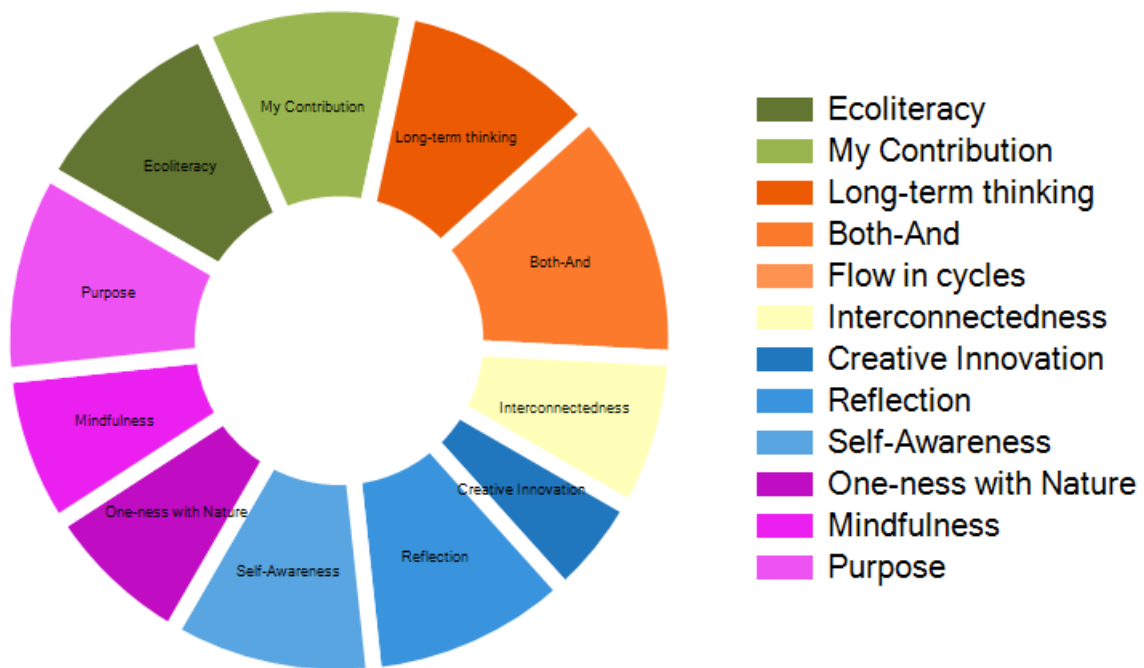 My Contribution
Long-term thinking
Ecoliteracy
Both-And
Purpose
Interconnectedness
Mindfulness
Creative Innovation
One-ness with Nature
Reflection
Self-Awareness
Ecoliteracy
My Contribution
Long-term thinking
Both-And
Flow in cycles
Interconnectedness
Creative Innovation
Reflection
Self-Awareness
One-ness with Nature
Mindfulness
Purpose